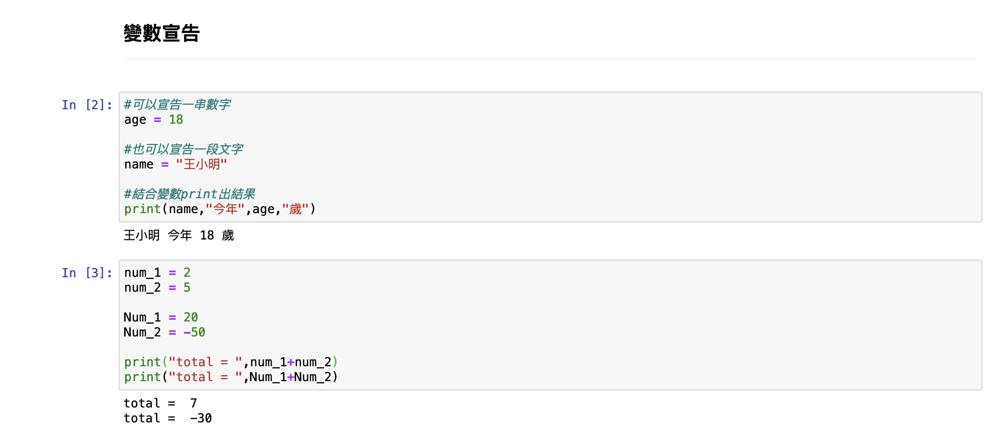 變數宣告
In [2]:
#可以宣告一串數字
age = 18
#也可以宣告一段文字
name = "王小明"
#結合變數print出結果
print(name,"今年",age,"歲")
王小明 今年 18 歲
In [3]:
num_1 = 2
num_2 = 5
Num_1 = 20
Num_2 = -50
print("total = ",num_1+num_2)
print("total = ",Num_1+Num_2)
total =  7
total =  -30